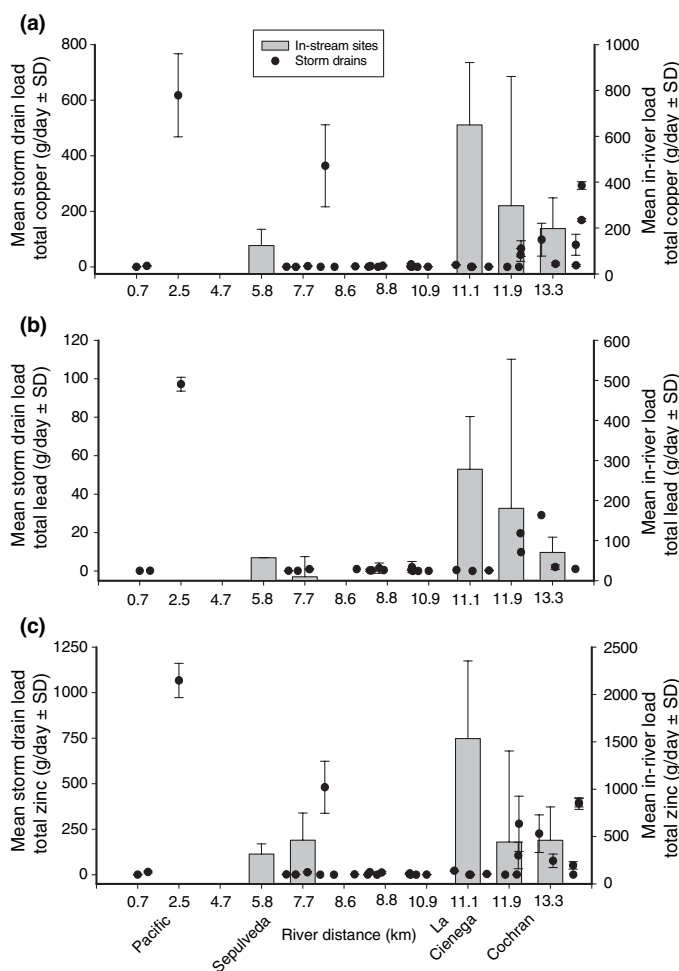 (a)
In-stream sites
Storm drains
Mean storm drain load
total copper (g/day ± SD)
800
600
400
200
0
Mean in-river load
total copper (g/day ± SD)
1000
800
600
400
200
0
0.7 2.5 4.7 5.8 7.7 8.6 8.8 10.9 11.1 11.9 13.3
(b)
Mean storm drain load
total lead (g/day ± SD)
120
100
80
60
40
20
0
Mean in-river load
total lead (g/day ± SD)
600
500
400
300
200
100
0
0.7 2.5 4.7 5.8 7.7 8.6 8.8 10.9 11.1 11.9 13.3
(c)
Mean storm drain load
total zinc (g/day ± SD)
1250
1000
750
500
250
0
Mean in-river load
total zinc (g/day ± SD)
2500
2000
1500
1000
500
0
0.7 2.5 4.7 5.8 7.7 8.6 8.8 10.9 11.1 11.9 13.3
Pacific
Sepulveda
La
Cienega
Cochran
River distance (km)